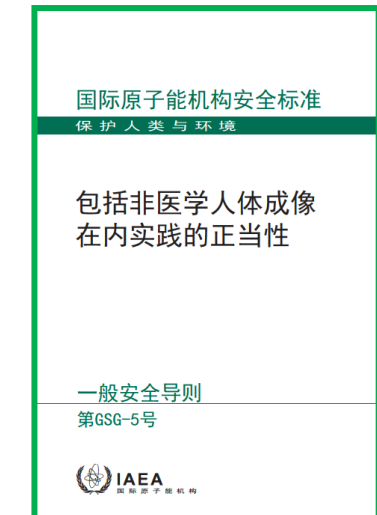 国际原子能机构安全标准
保护人类与环境
包括非医学人体成像
在内实践的正当性
一般安全导则
第GSG-5号
IAEA
国际原子能机构